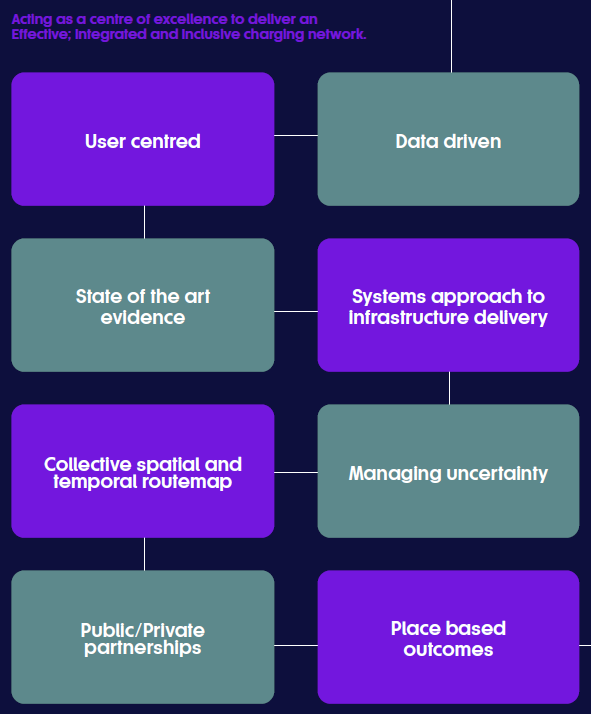 Acting as a centre of excellence to deliver an
Effective; integrated and inclusive charging network.
User centred
Data driven
State of the art
evidence
Systems approach to
infrastructure delivery
Collective spatial and
temporal routemap
Managing uncertainty
Public/Private
partnerships
Place based
outcomes